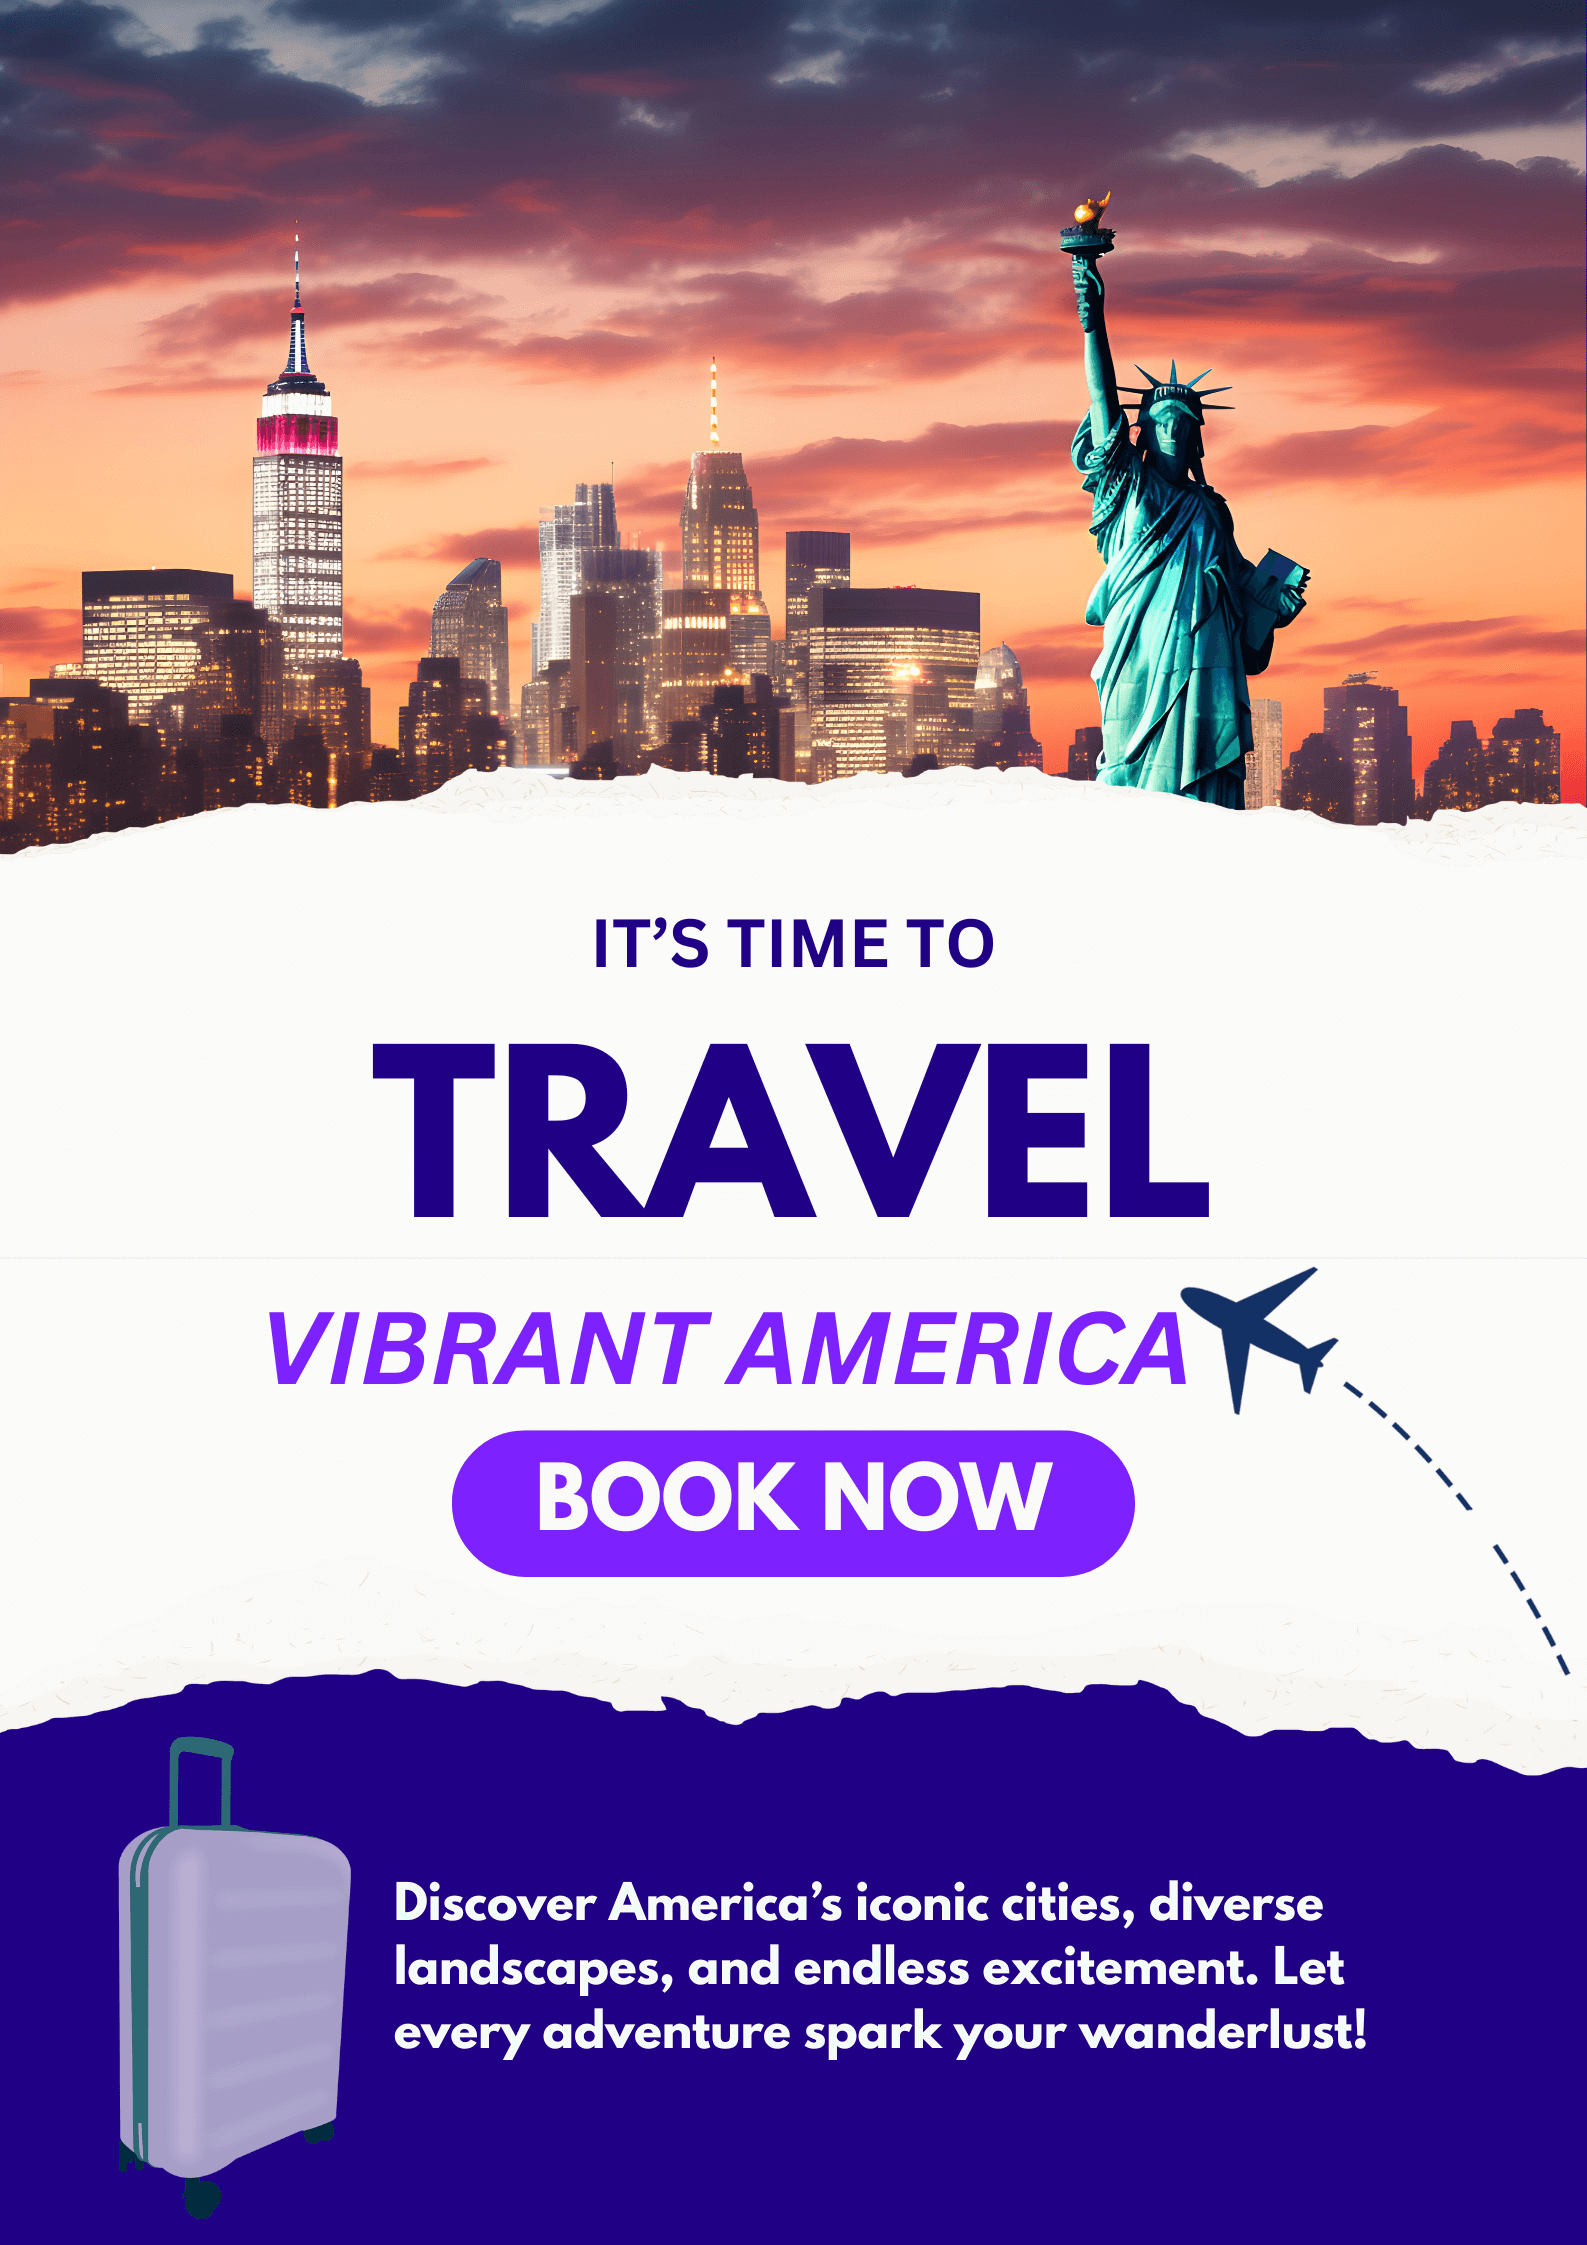 IT’S TIME TO
TRAVEL
VIBRANT AMERICA
BOOK NOW
Discover America’s iconic cities, diverse
landscapes, and endless excitement. Let
every adventure spark your wanderlust!